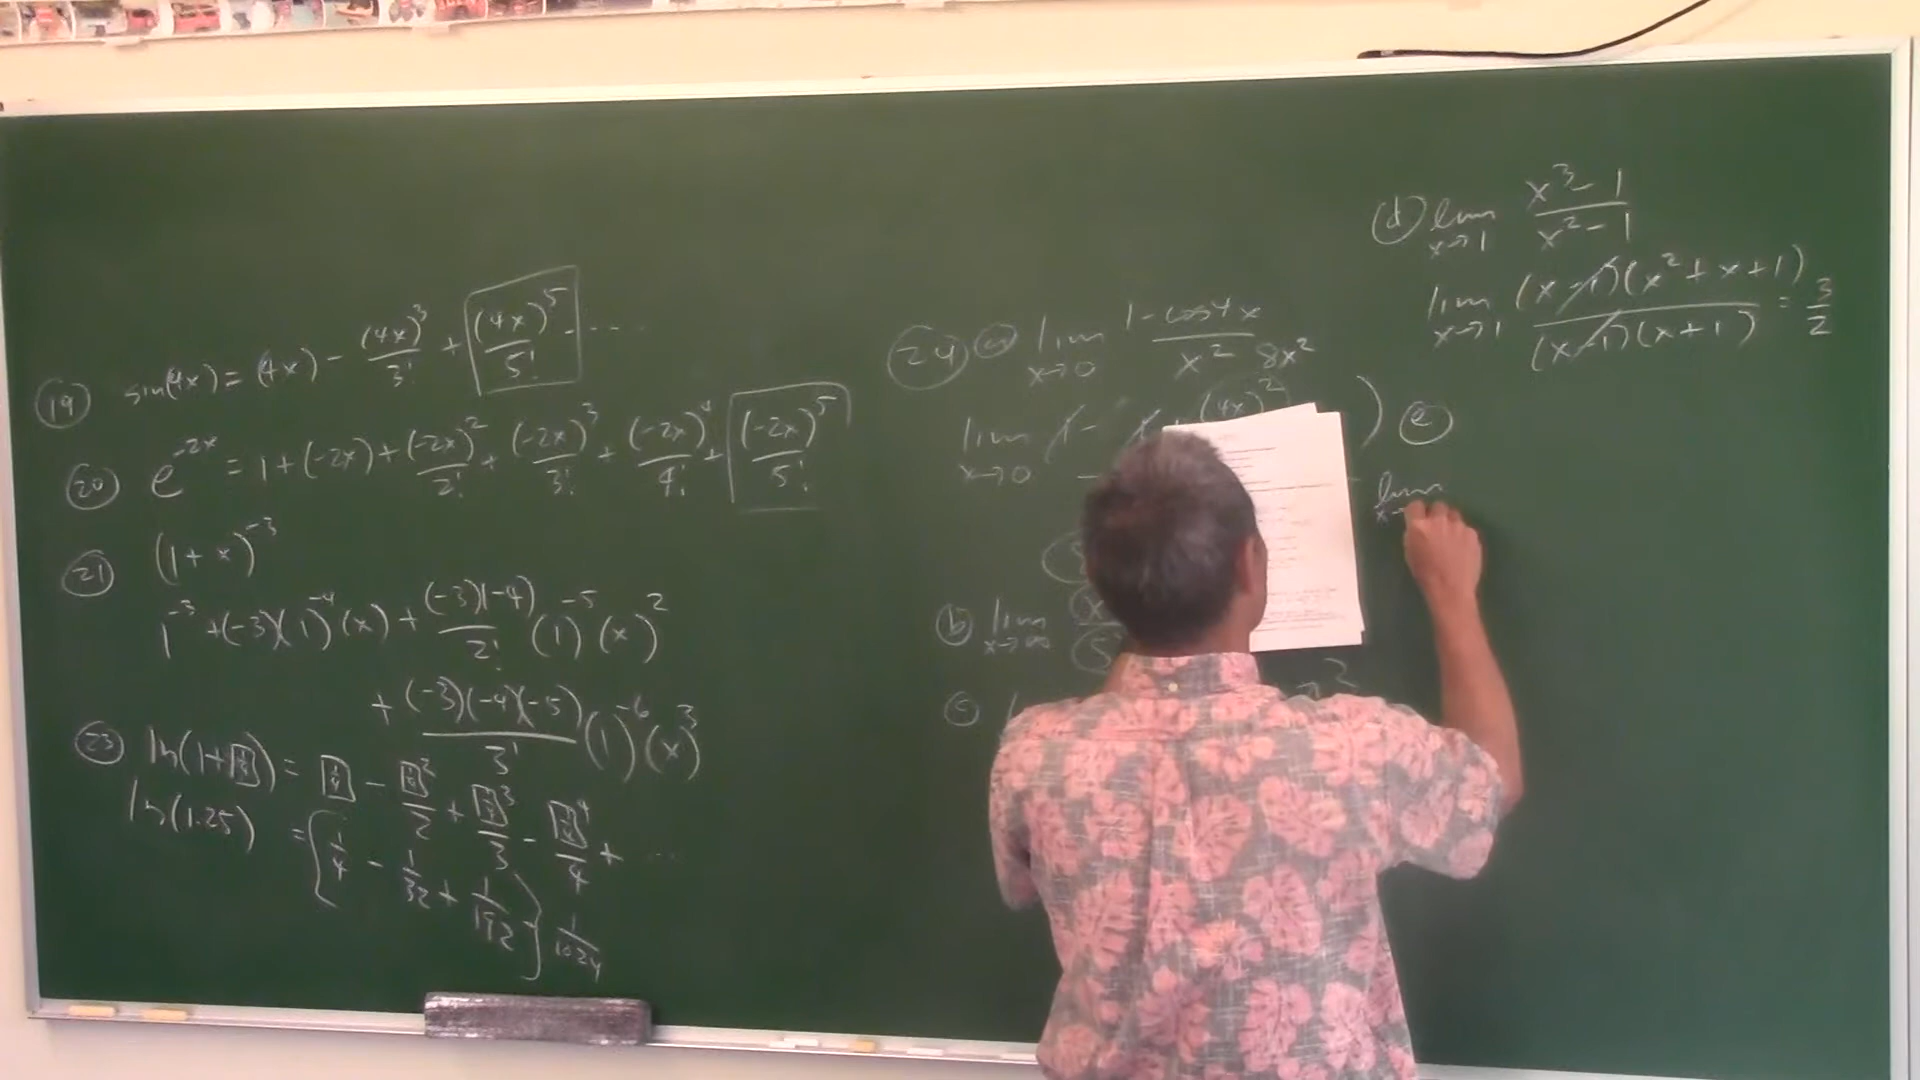 (19) sin(4x) = (4x) - (4x)^3/3! + (4x)^5/5! - ...
(20) e^(-2x) = 1 + (-2x) + (-2x)^2/2! + (-2x)^3/3! + (-2x)^4/4! + (-2x)^5/5!
(21) (1+x)^-3
1^-3 + (-3)(1)^-4 (x) + (-3)(-4)/2! (1)^-5 (x)^2
+ (-3)(-4)(-5)/3! (1)^-6 (x)^3
(23) ln(1+1/4) = 1/4 - (1/4)^2/2 + (1/4)^3/3 - (1/4)^4/4 + ...
ln(1.25) = {1/4 - 1/32 + 1/192} 1/1024
(24) (a) lim x→0 1-cos4x / x^2
8x^2
lim x→0 1 - (4x)^2 )
(b) lim x→∞
(c)
(d) lim x→1 x^3-1 / x^2-1
lim x→1 (x-1)(x^2+x+1) / (x-1)(x+1) = 3/2
(e)
lim x→